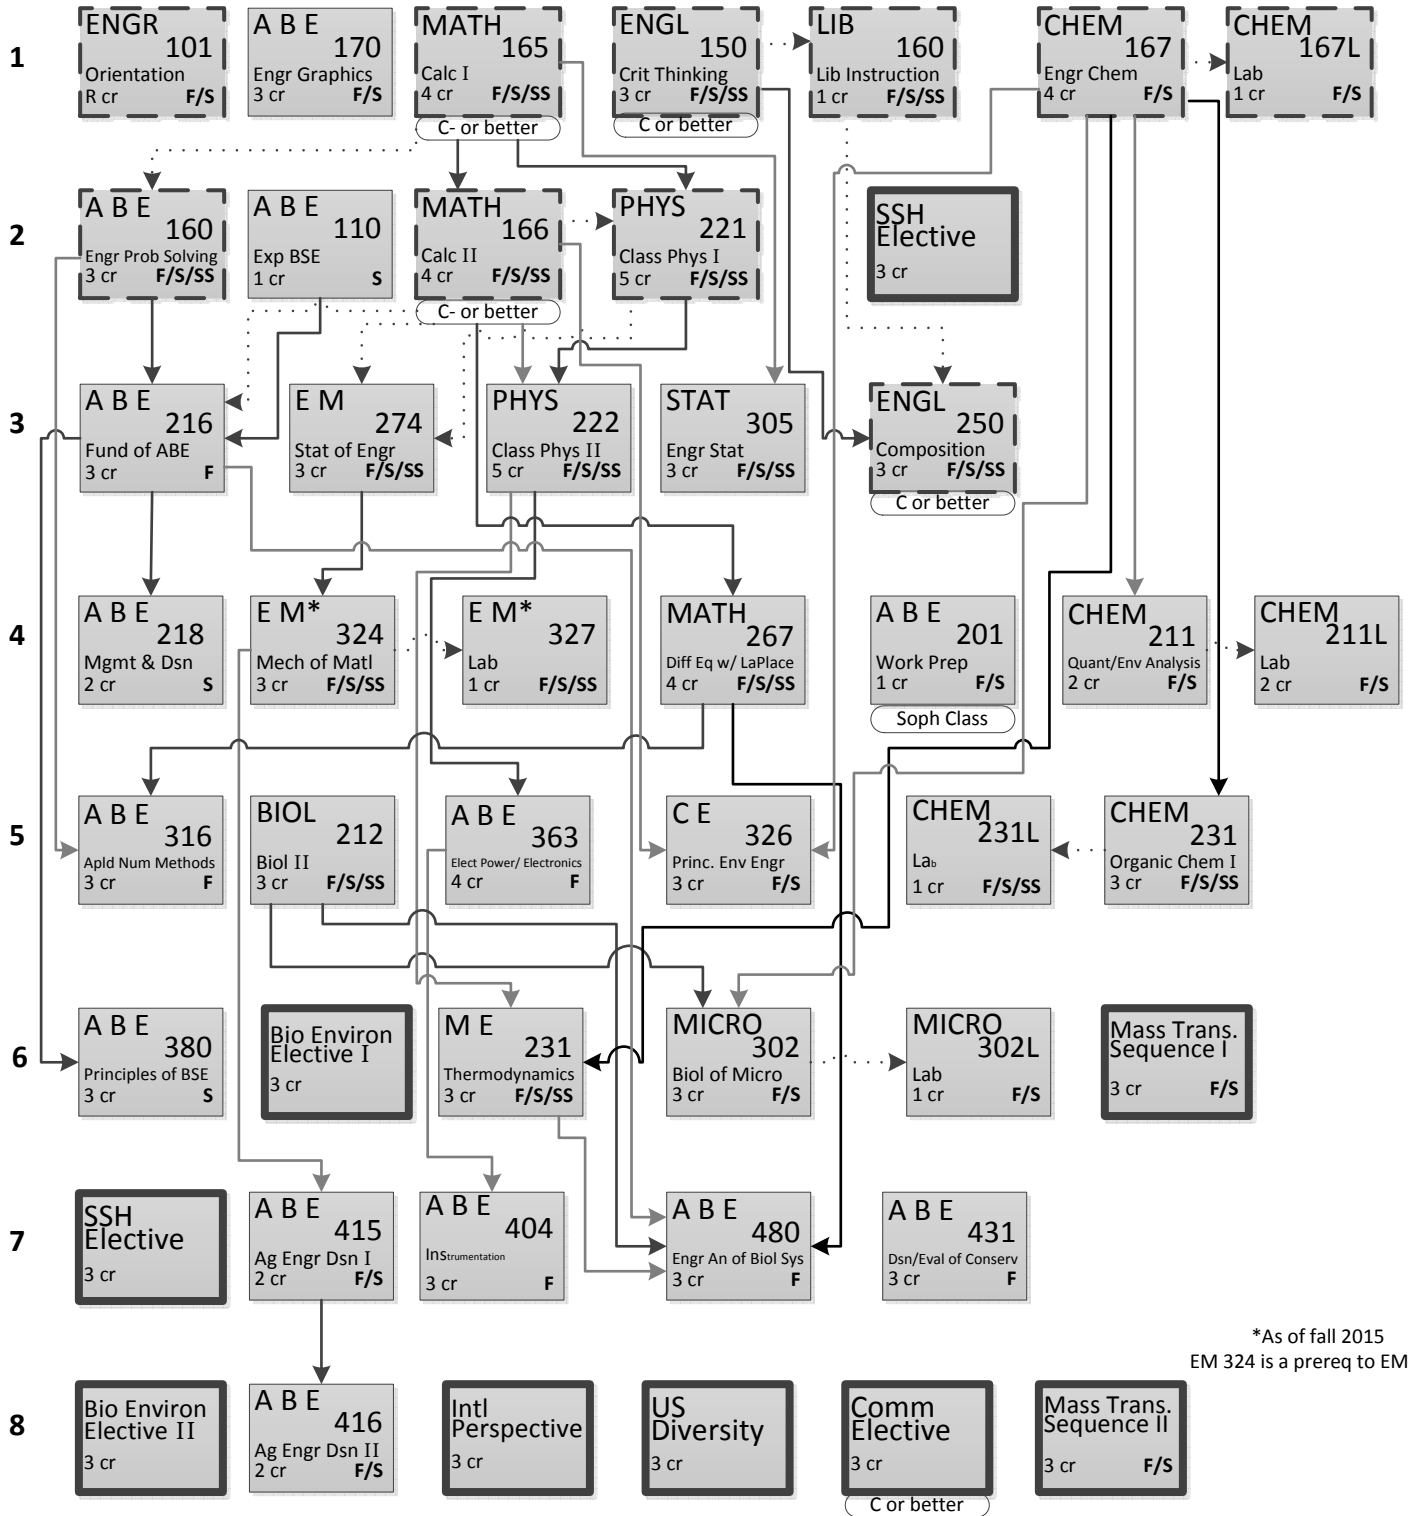 1
ENGR
101
Orientation
R cr F/S
A B E
170
Engr Graphics
3 cr F/S
MATH
165
Calc I
4 cr F/S/SS
C- or better
ENGL
150
Crit Thinking
3 cr F/S/SS
C or better
LIB
160
Lib Instruction
1 cr F/S/SS
CHEM
167
Engr Chem
4 cr F/S
CHEM
167L
Lab
1 cr F/S
2
A B E
160
Engr Prob Solving
3 cr F/S/SS
A B E
110
Exp BSE
1 cr S
MATH
166
Calc II
4 cr F/S/SS
C- or better
PHYS
221
Class Phys I
5 cr F/S/SS
SSH
Elective
3 cr
3
A B E
216
Fund of ABE
3 cr F
E M
274
Stat of Engr
3 cr F/S/SS
PHYS
222
Class Phys II
5 cr F/S/SS
STAT
305
Engr Stat
3 cr F/S/SS
ENGL
250
Composition
3 cr F/S/SS
C or better
4
A B E
218
Mgmt & Dsn
2 cr S
E M*
324
Mech of Matl
3 cr F/S/SS
E M*
327
Lab
1 cr F/S/SS
MATH
267
Diff Eq w/ LaPlace
4 cr F/S/SS
A B E
201
Work Prep
1 cr F/S
Soph Class
CHEM
211
Quant/Env Analysis
2 cr F/S
CHEM
211L
Lab
2 cr F/S
5
A B E
316
Apld Num Methods
3 cr F
BIOL
212
Biol II
3 cr F/S/SS
A B E
363
Elect Power/ Electronics
4 cr F
C E
326
Princ. Env Engr
3 cr F/S
CHEM
231L
Lab
1 cr F/S/SS
CHEM
231
Organic Chem I
3 cr F/S/SS
6
A B E
380
Principles of BSE
3 cr S
Bio Environ
Elective I
3 cr
M E
231
Thermodynamics
3 cr F/S/SS
MICRO
302
Biol of Micro
3 cr F/S
MICRO
302L
Lab
1 cr F/S
Mass Trans.
Sequence I
3 cr F/S
7
SSH
Elective
3 cr
A B E
415
Ag Engr Dsn I
2 cr F/S
A B E
404
Instrumentation
3 cr F
A B E
480
Engr An of Biol Sys
3 cr F
A B E
431
Dsn/Eval of Conserv
3 cr F
*As of fall 2015
EM 324 is a prereq to EM
8
Bio Environ
Elective II
3 cr
A B E
416
Ag Engr Dsn II
2 cr F/S
Intl
Perspective
3 cr
US
Diversity
3 cr
Comm
Elective
3 cr
C or better
Mass Trans.
Sequence II
3 cr F/S